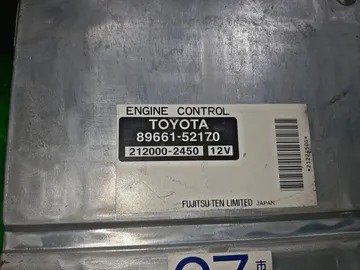 ENGINE CONTROL
TOYOTA
89661-52170
212000-2450 12V
FUJITSU TEN LIMITED JAPAN